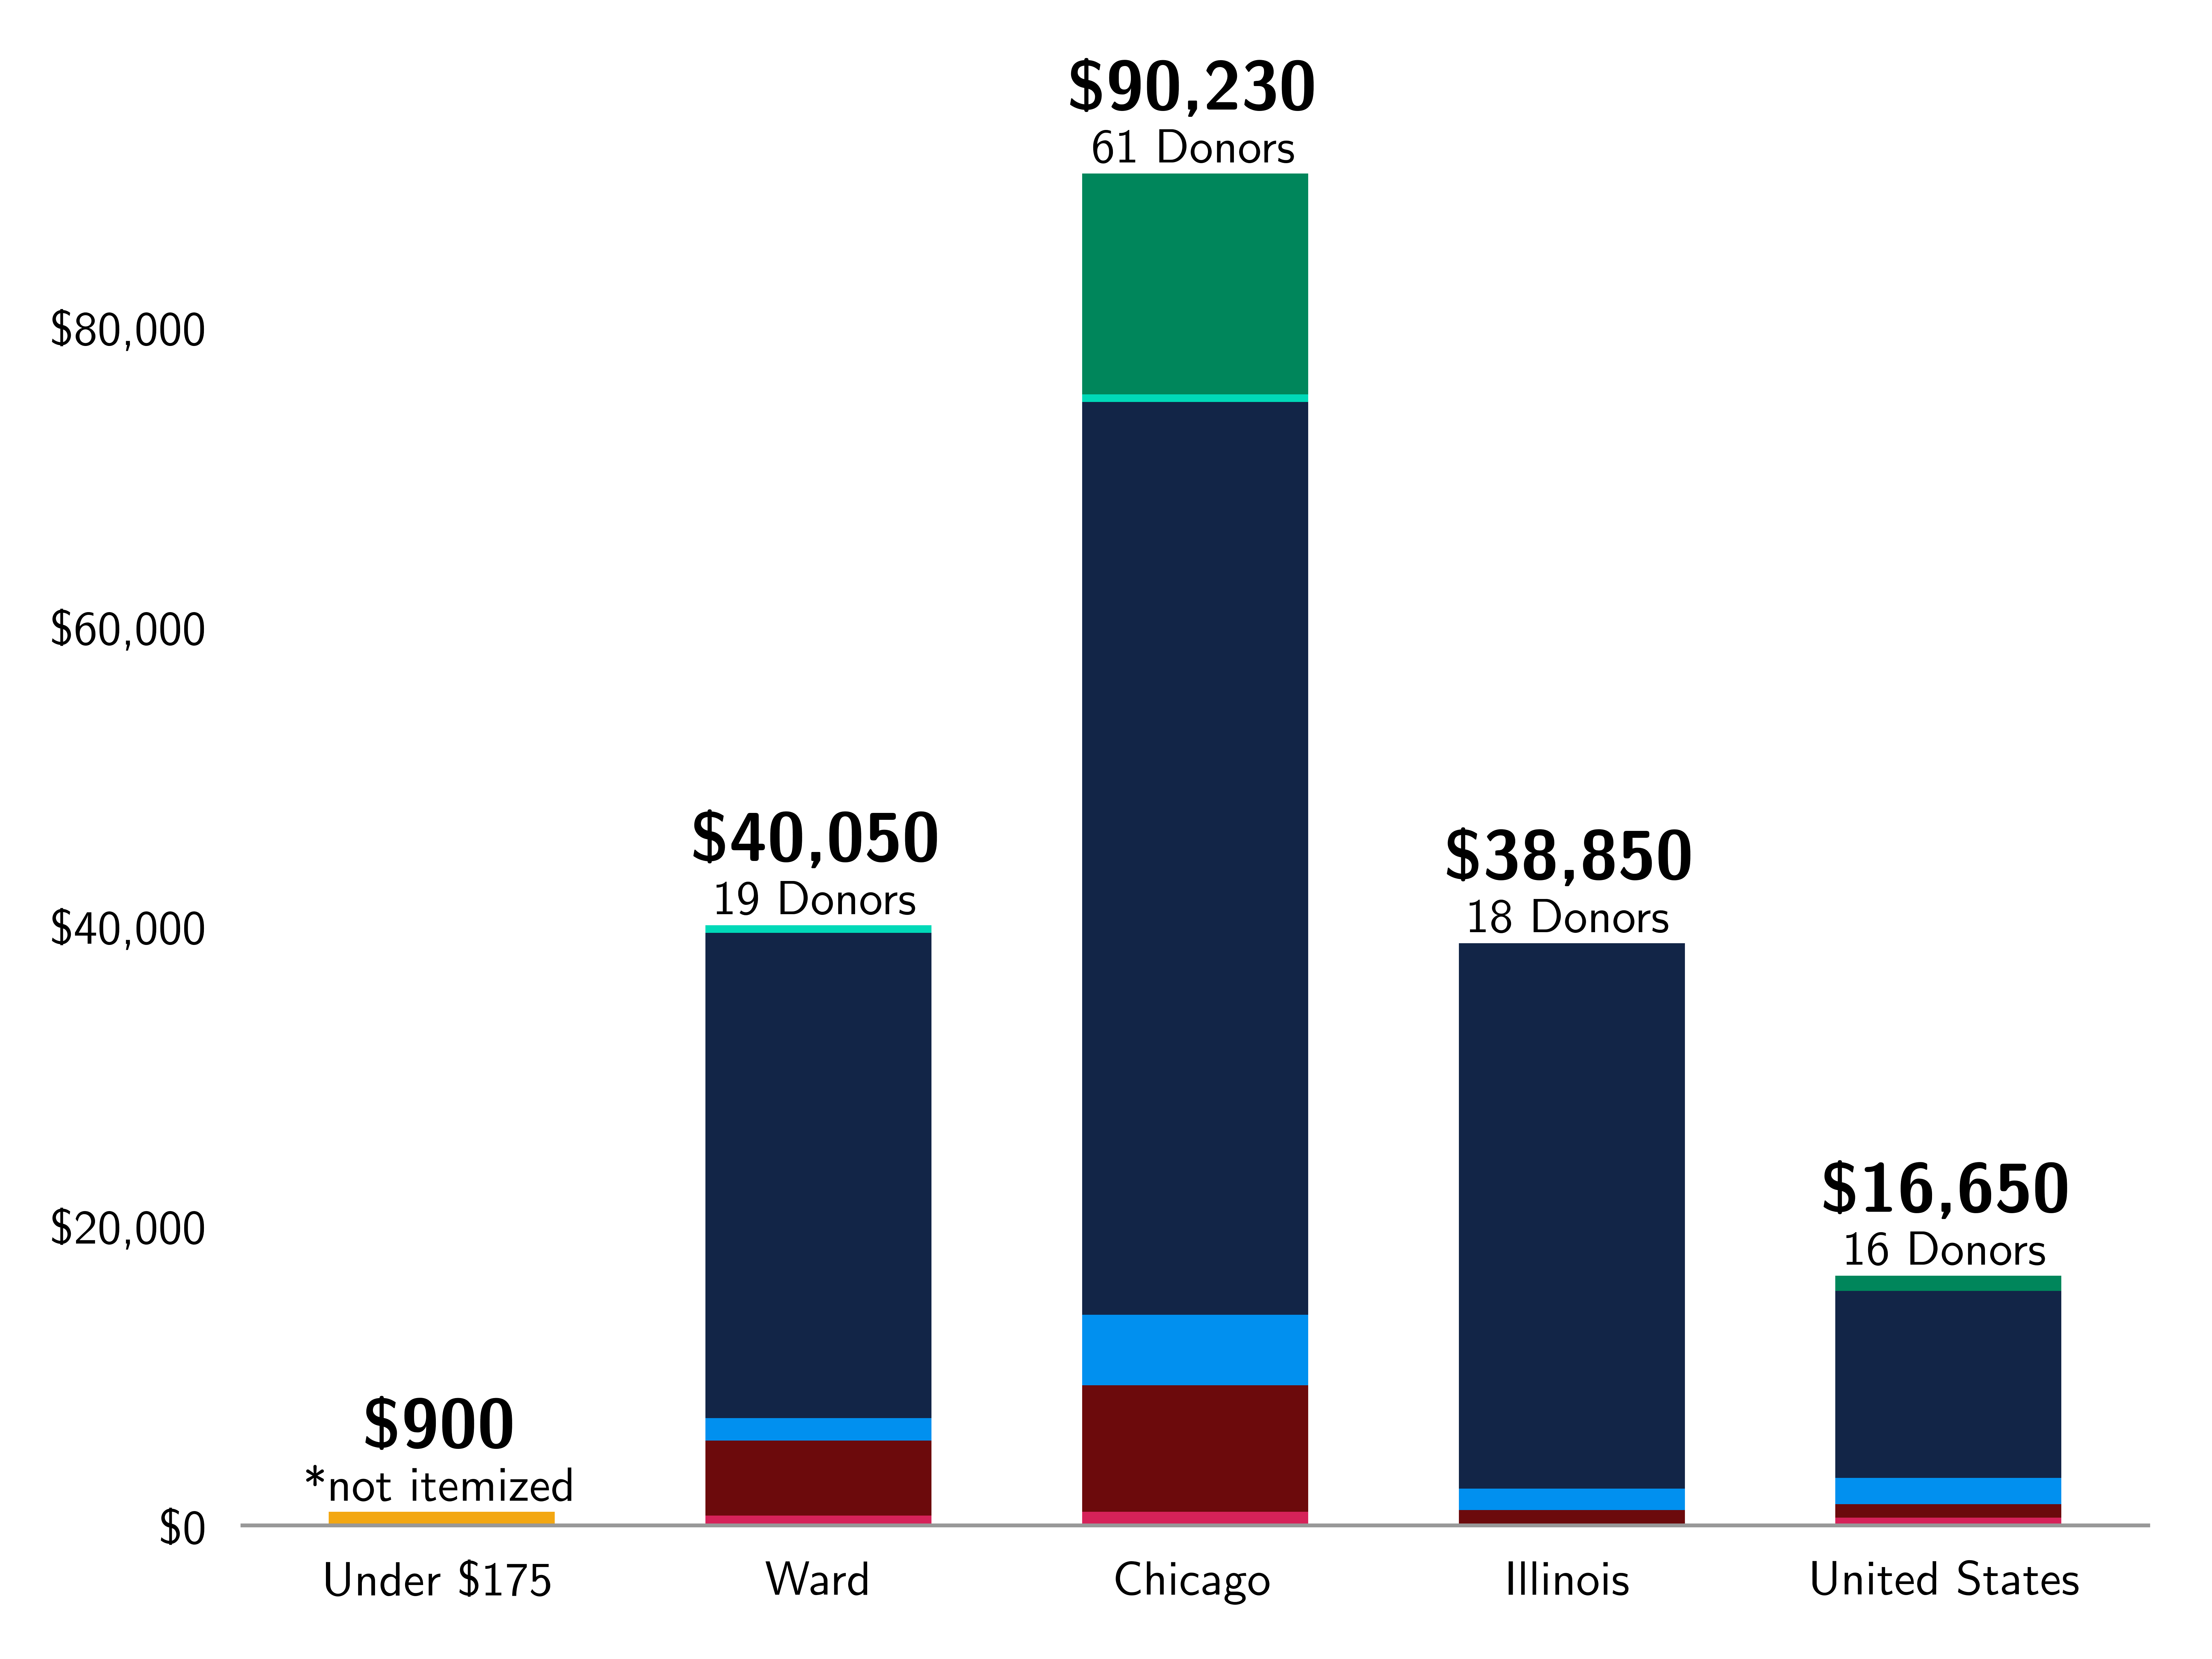 $90,230
61 Donors
$80,000
$60,000
$40,050
19 Donors
$38,850
18 Donors
$40,000
$16,650
16 Donors
$20,000
$900
*not itemized
$0
Under $175
Ward
Chicago
Illinois
United States